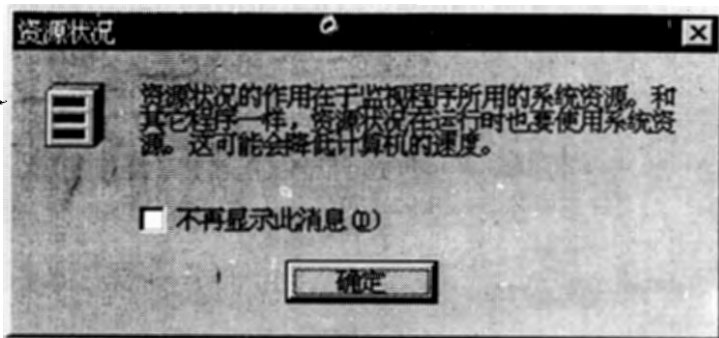 资源状况
资源状况的作用在于监视程序所用的系统资源。和
其它程序一样，资源状况在运行时也要使用系统资
源。这可能会降低计算机的速度。
不再显示此消息(D)
确定